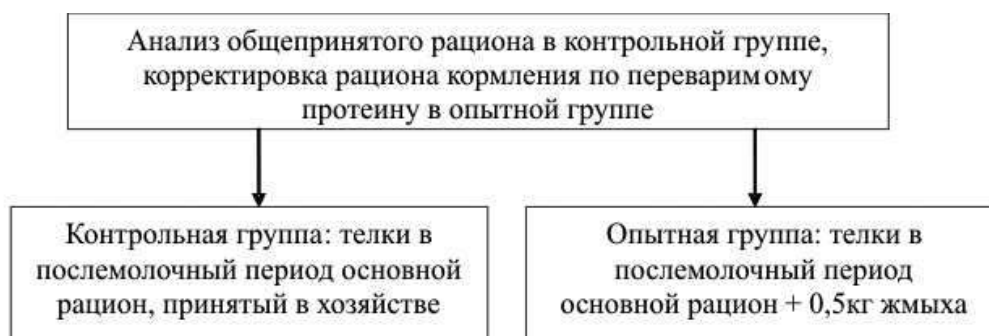 Анализ общепринятого рациона в контрольной группе,
корректировка рациона кормления по переваримому
протеину в опытной группе
Контрольная группа: телки в
послемолочный период основной
рацион, принятый в хозяйстве
Опытная группа: телки в
послемолочный период
основной рацион + 0,5кг жмыха